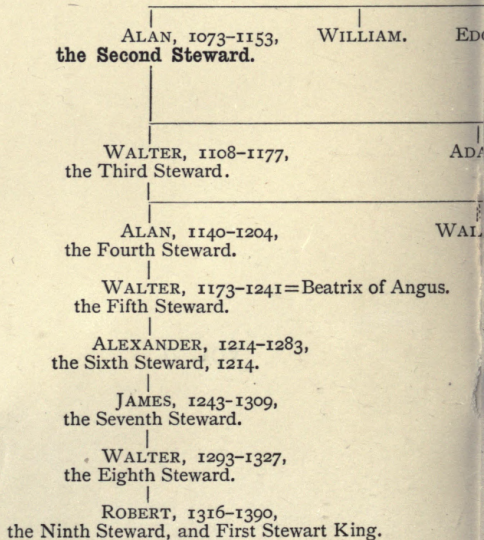 ALAN, 1073-1153, WILLIAM.
the Second Steward.
WALTER, 1108-1177,
the Third Steward.
ALAN, 1140-1204,
the Fourth Steward.
WALTER, 1173-1241=Beatrix of Angus.
the Fifth Steward.
ALEXANDER, 1214-1283,
the Sixth Steward, 1214.
JAMES, 1243-1309,
the Seventh Steward.
WALTER, 1293-1327,
the Eighth Steward.
ROBERT, 1316-1390,
the Ninth Steward, and First Stewart King.